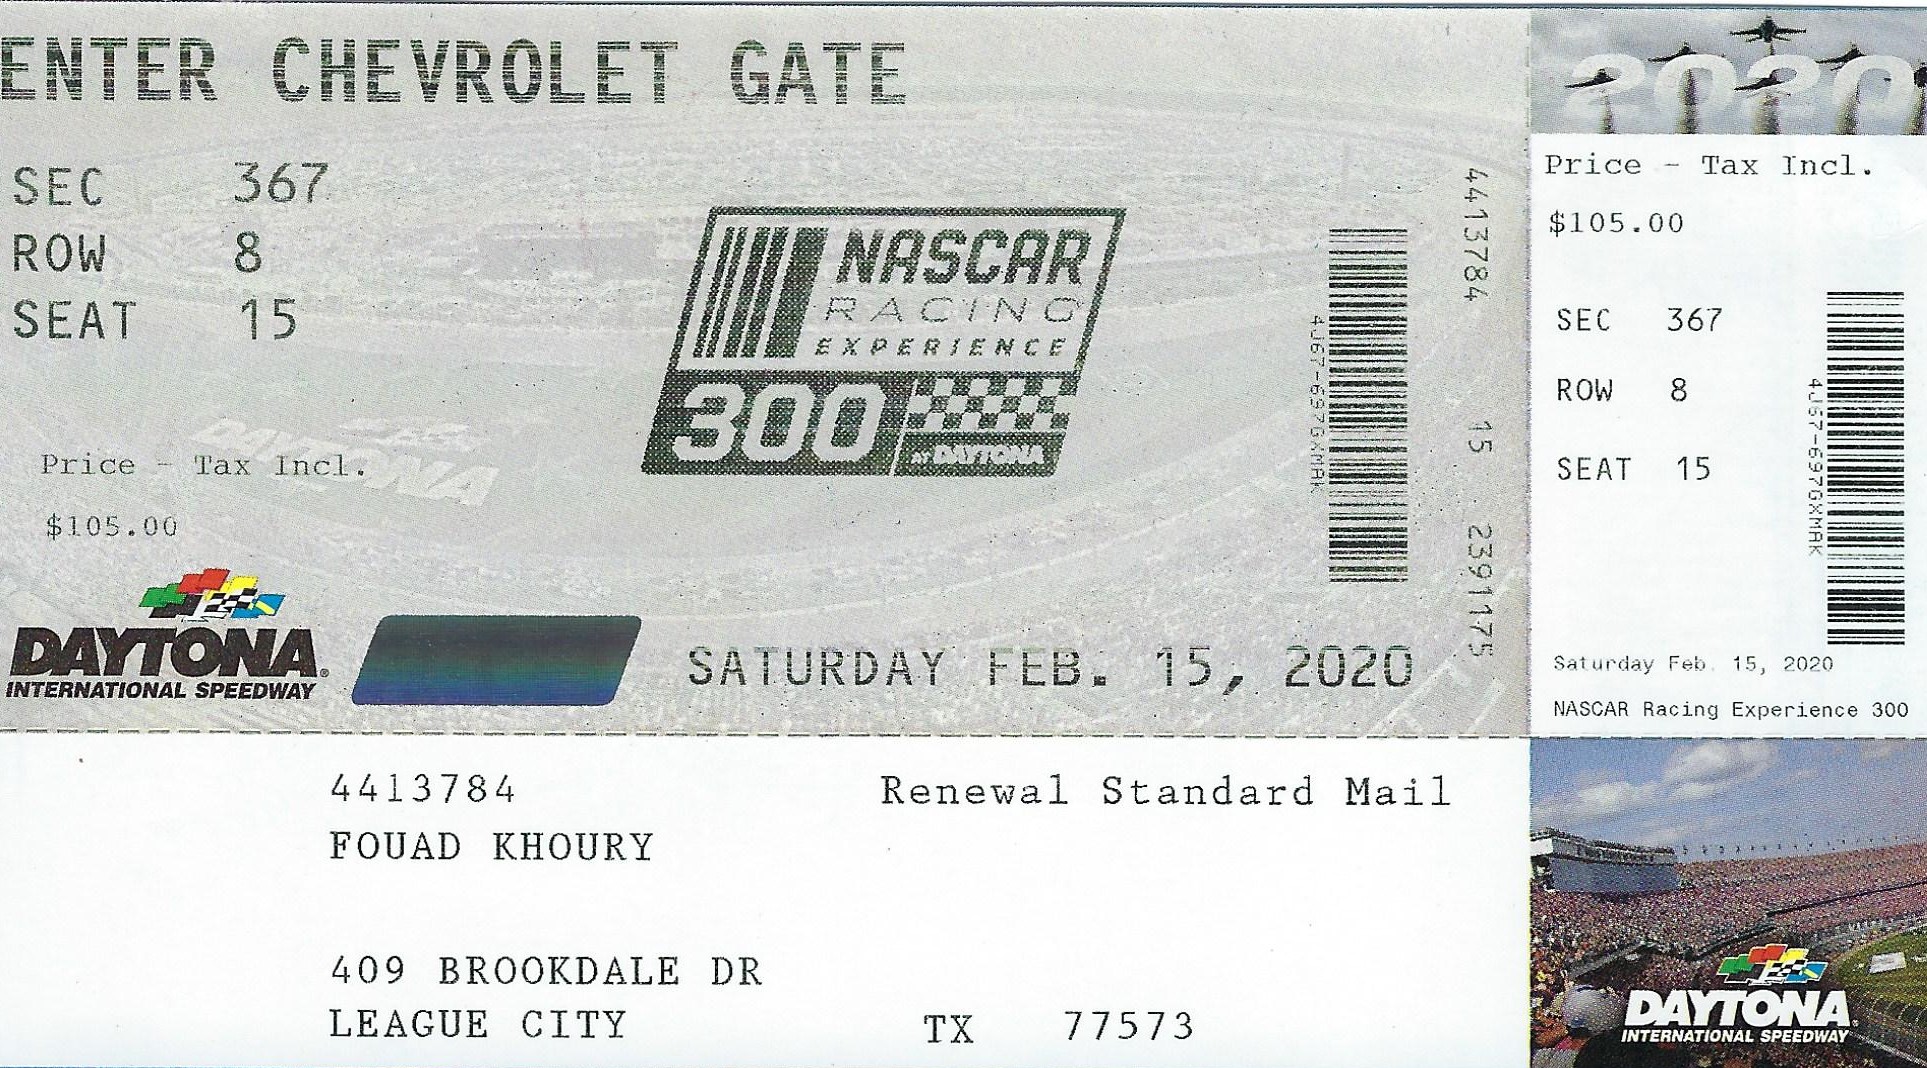 ENTER CHEVROLET GATE
SEC 367
ROW 8
SEAT 15
NASCAR
RACING
EXPERIENCE
300
AT DAYTONA
DAYTONA
Price - Tax Incl.
$105.00
DAYTONA
INTERNATIONAL SPEEDWAY
SATURDAY FEB. 15, 2020
4J67-697GXMAK
4413784 15 2391175
2020
Price - Tax Incl.
$105.00
SEC 367
ROW 8
SEAT 15
4J67-697GXMAK
Saturday Feb. 15, 2020
NASCAR Racing Experience 300
4413784 Renewal Standard Mail
FOUAD KHOURY
409 BROOKDALE DR
LEAGUE CITY TX 77573
DAYTONA
INTERNATIONAL SPEEDWAY